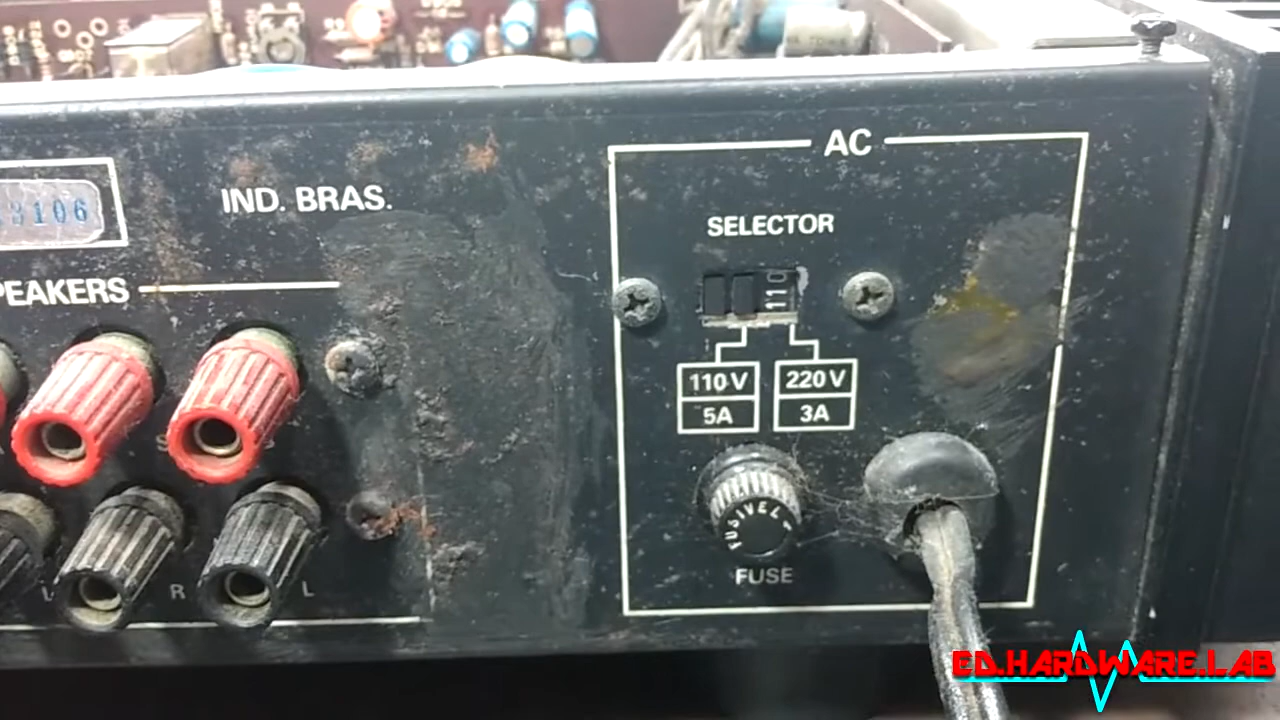 AC
IND. BRAS.
3106
SELECTOR
PEAKERS
110
110V
220V
5A
3A
FUSIVEL
FUSE
R
L
ED.HARDWARE.LAB